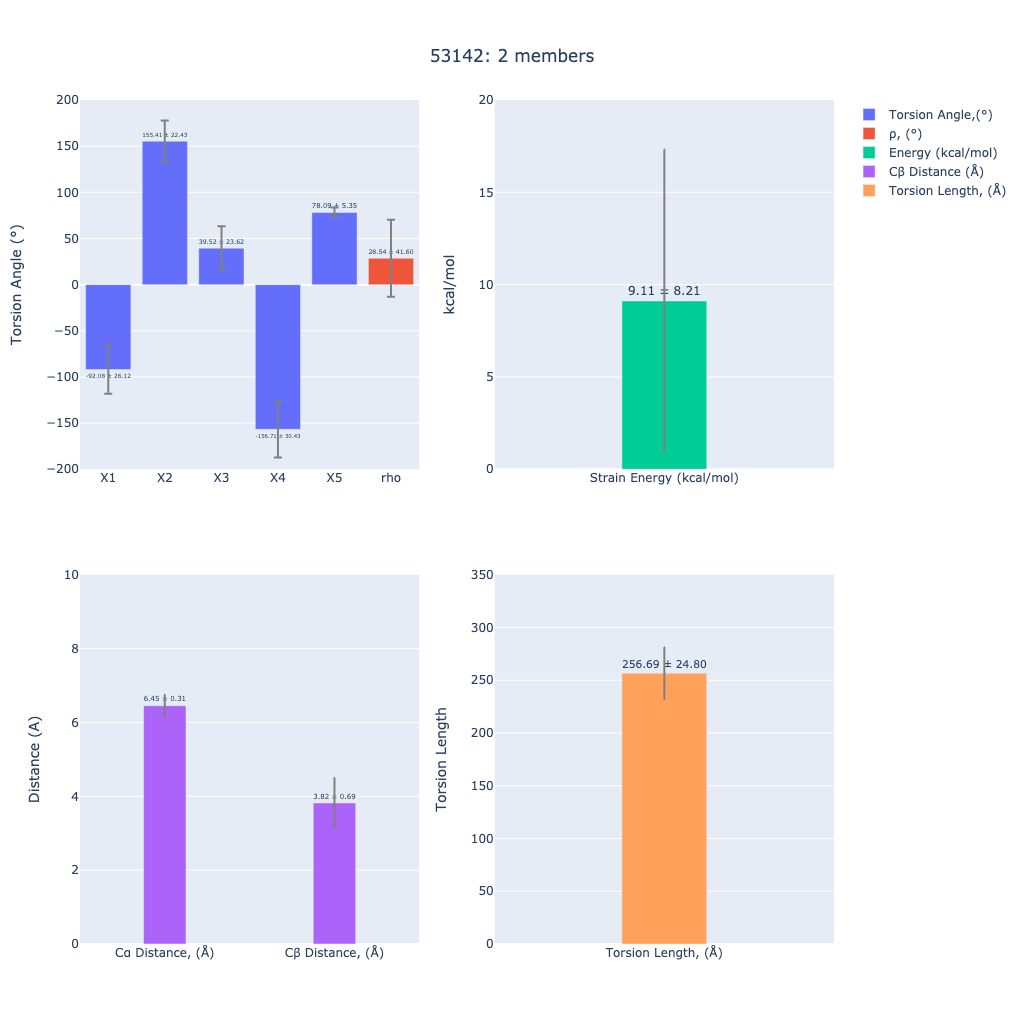 53142: 2 members
Torsion Angle (°)
200
150
100
50
0
−50
−100
−150
−200
-92.08 ± 26.12
155.41 ± 22.43
39.52 ± 23.62
-156.71 ± 30.43
78.09 ± 5.35
28.54 ± 41.60
X1 X2 X3 X4 X5 rho
kcal/mol
20
15
10
5
0
9.11 ± 8.21
Strain Energy (kcal/mol)
Torsion Angle,(°)
ρ, (°)
Energy (kcal/mol)
Cβ Distance (Å)
Torsion Length, (Å)
Distance (A)
10
8
6
4
2
0
6.45 ± 0.31
3.82 ± 0.69
Cα Distance, (Å) Cβ Distance, (Å)
Torsion Length
350
300
250
200
150
100
50
0
256.69 ± 24.80
Torsion Length, (Å)